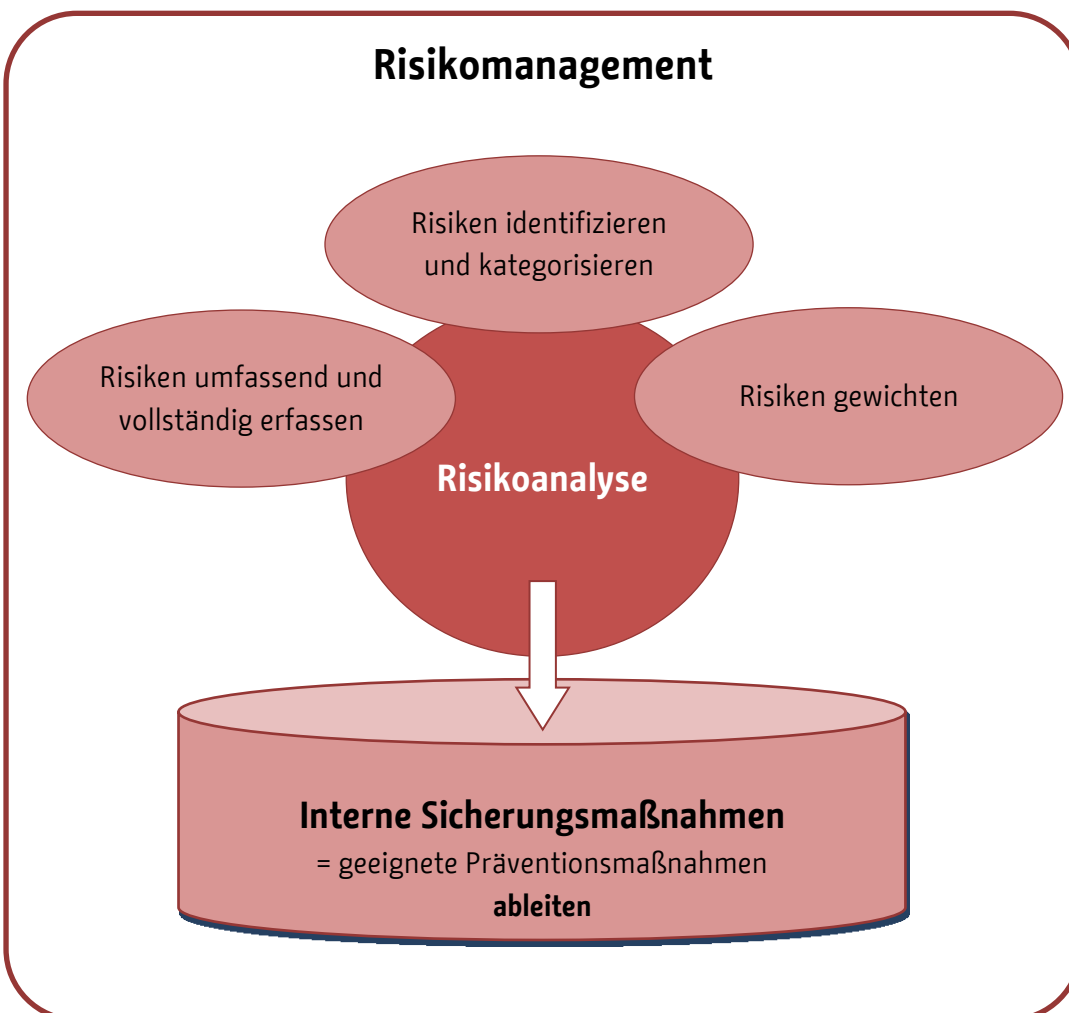 Risikomanagement
Risiken identifizieren
und kategorisieren
Risiken umfassend und
vollständig erfassen
Risiken gewichten
Risikoanalyse
Interne Sicherungsmaßnahmen
= geeignete Präventionsmaßnahmen
ableiten